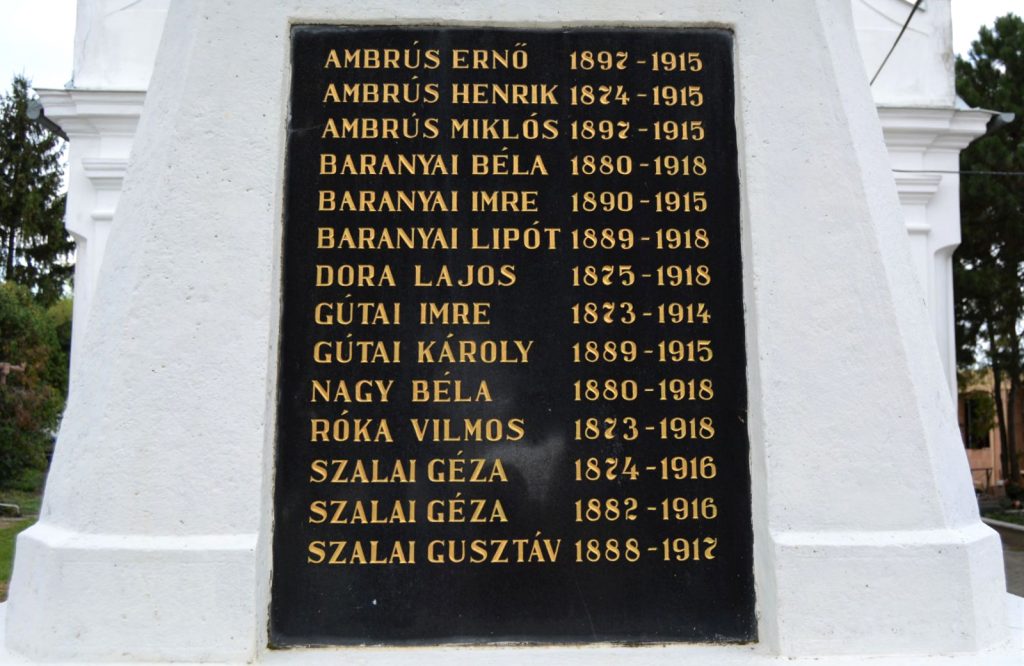 AMBRÚS ERNŐ 1897-1915
AMBRÚS HENRIK 1874-1915
AMBRÚS MIKLÓS 1897-1915
BARANYAI BÉLA 1880-1918
BARANYAI IMRE 1890-1915
BARANYAI LIPÓT 1889-1918
DORA LAJOS 1875-1918
GÚTAI IMRE 1873-1914
GÚTAI KÁROLY 1889-1915
NAGY BÉLA 1880-1918
RÓKA VILMOS 1873-1918
SZALAI GÉZA 1874-1916
SZALAI GÉZA 1882-1916
SZALAI GUSZTÁV 1888-1917